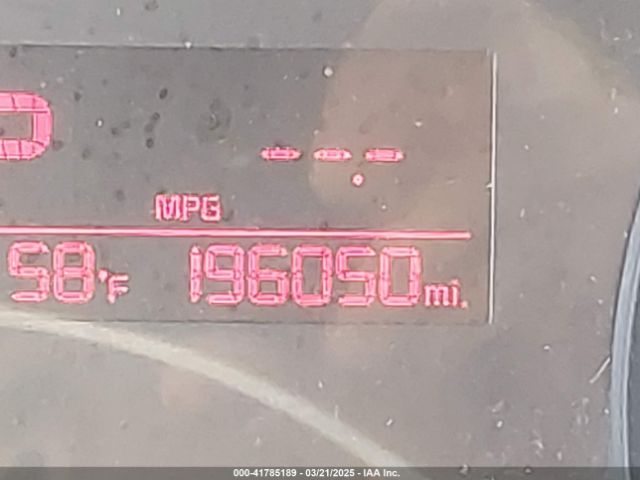 --.-
MPG
58°F 196050 mi.
000-41785189 - 03/21/2025 - IAA Inc.